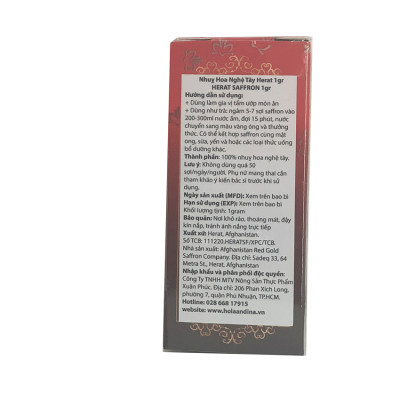 Nhuỵ Hoa Nghệ Tây Herat 1gr
HERAT SAFFRON 1gr
Hướng dẫn sử dụng:
+ Dùng làm gia vị tẩm ướp món ăn
+ Dùng như trà: ngâm 5-7 sợi saffron vào
200-300ml nước ấm, đợi 15 phút, nước
chuyển sang màu vàng óng và thưởng
thức. Có thể kết hợp saffron cùng mật
ong, sữa, yến và hoặc các loại thức uống
bổ dưỡng khác.
Thành phần: 100% nhuỵ hoa nghệ tây.
Lưu ý: Không dùng quá 50
sợi/ngày/người. Phụ nữ mang thai cần
tham khảo ý kiến bác sĩ trước khi sử
dụng.
Ngày sản xuất (MFD): Xem trên bao bì
Hạn sử dụng (EXP): Xem trên bao bì
Khối lượng tịnh: 1gram
Bảo quản: Nơi khô ráo, thoáng mát, đậy
kín nắp, tránh ánh nắng trực tiếp
Xuất xứ: Herat, Afghanistan.
Số TCB: 111220.HERATSF/XPC/TCB.
Nhà sản xuất: Afghanistan Red Gold
Saffron Company. Địa chỉ: Sadeq 33, 64
Metra St., Herat, Afghanistan
Nhập khẩu và phân phối độc quyền:
Công Ty TNHH MTV Nông Sản Thực Phẩm
Xuân Phúc. Địa chỉ: 206 Phan Xích Long,
phường 7, quận Phú Nhuận, TP.HCM.
Hotline: 028 668 17915
website: www.holaandina.vn